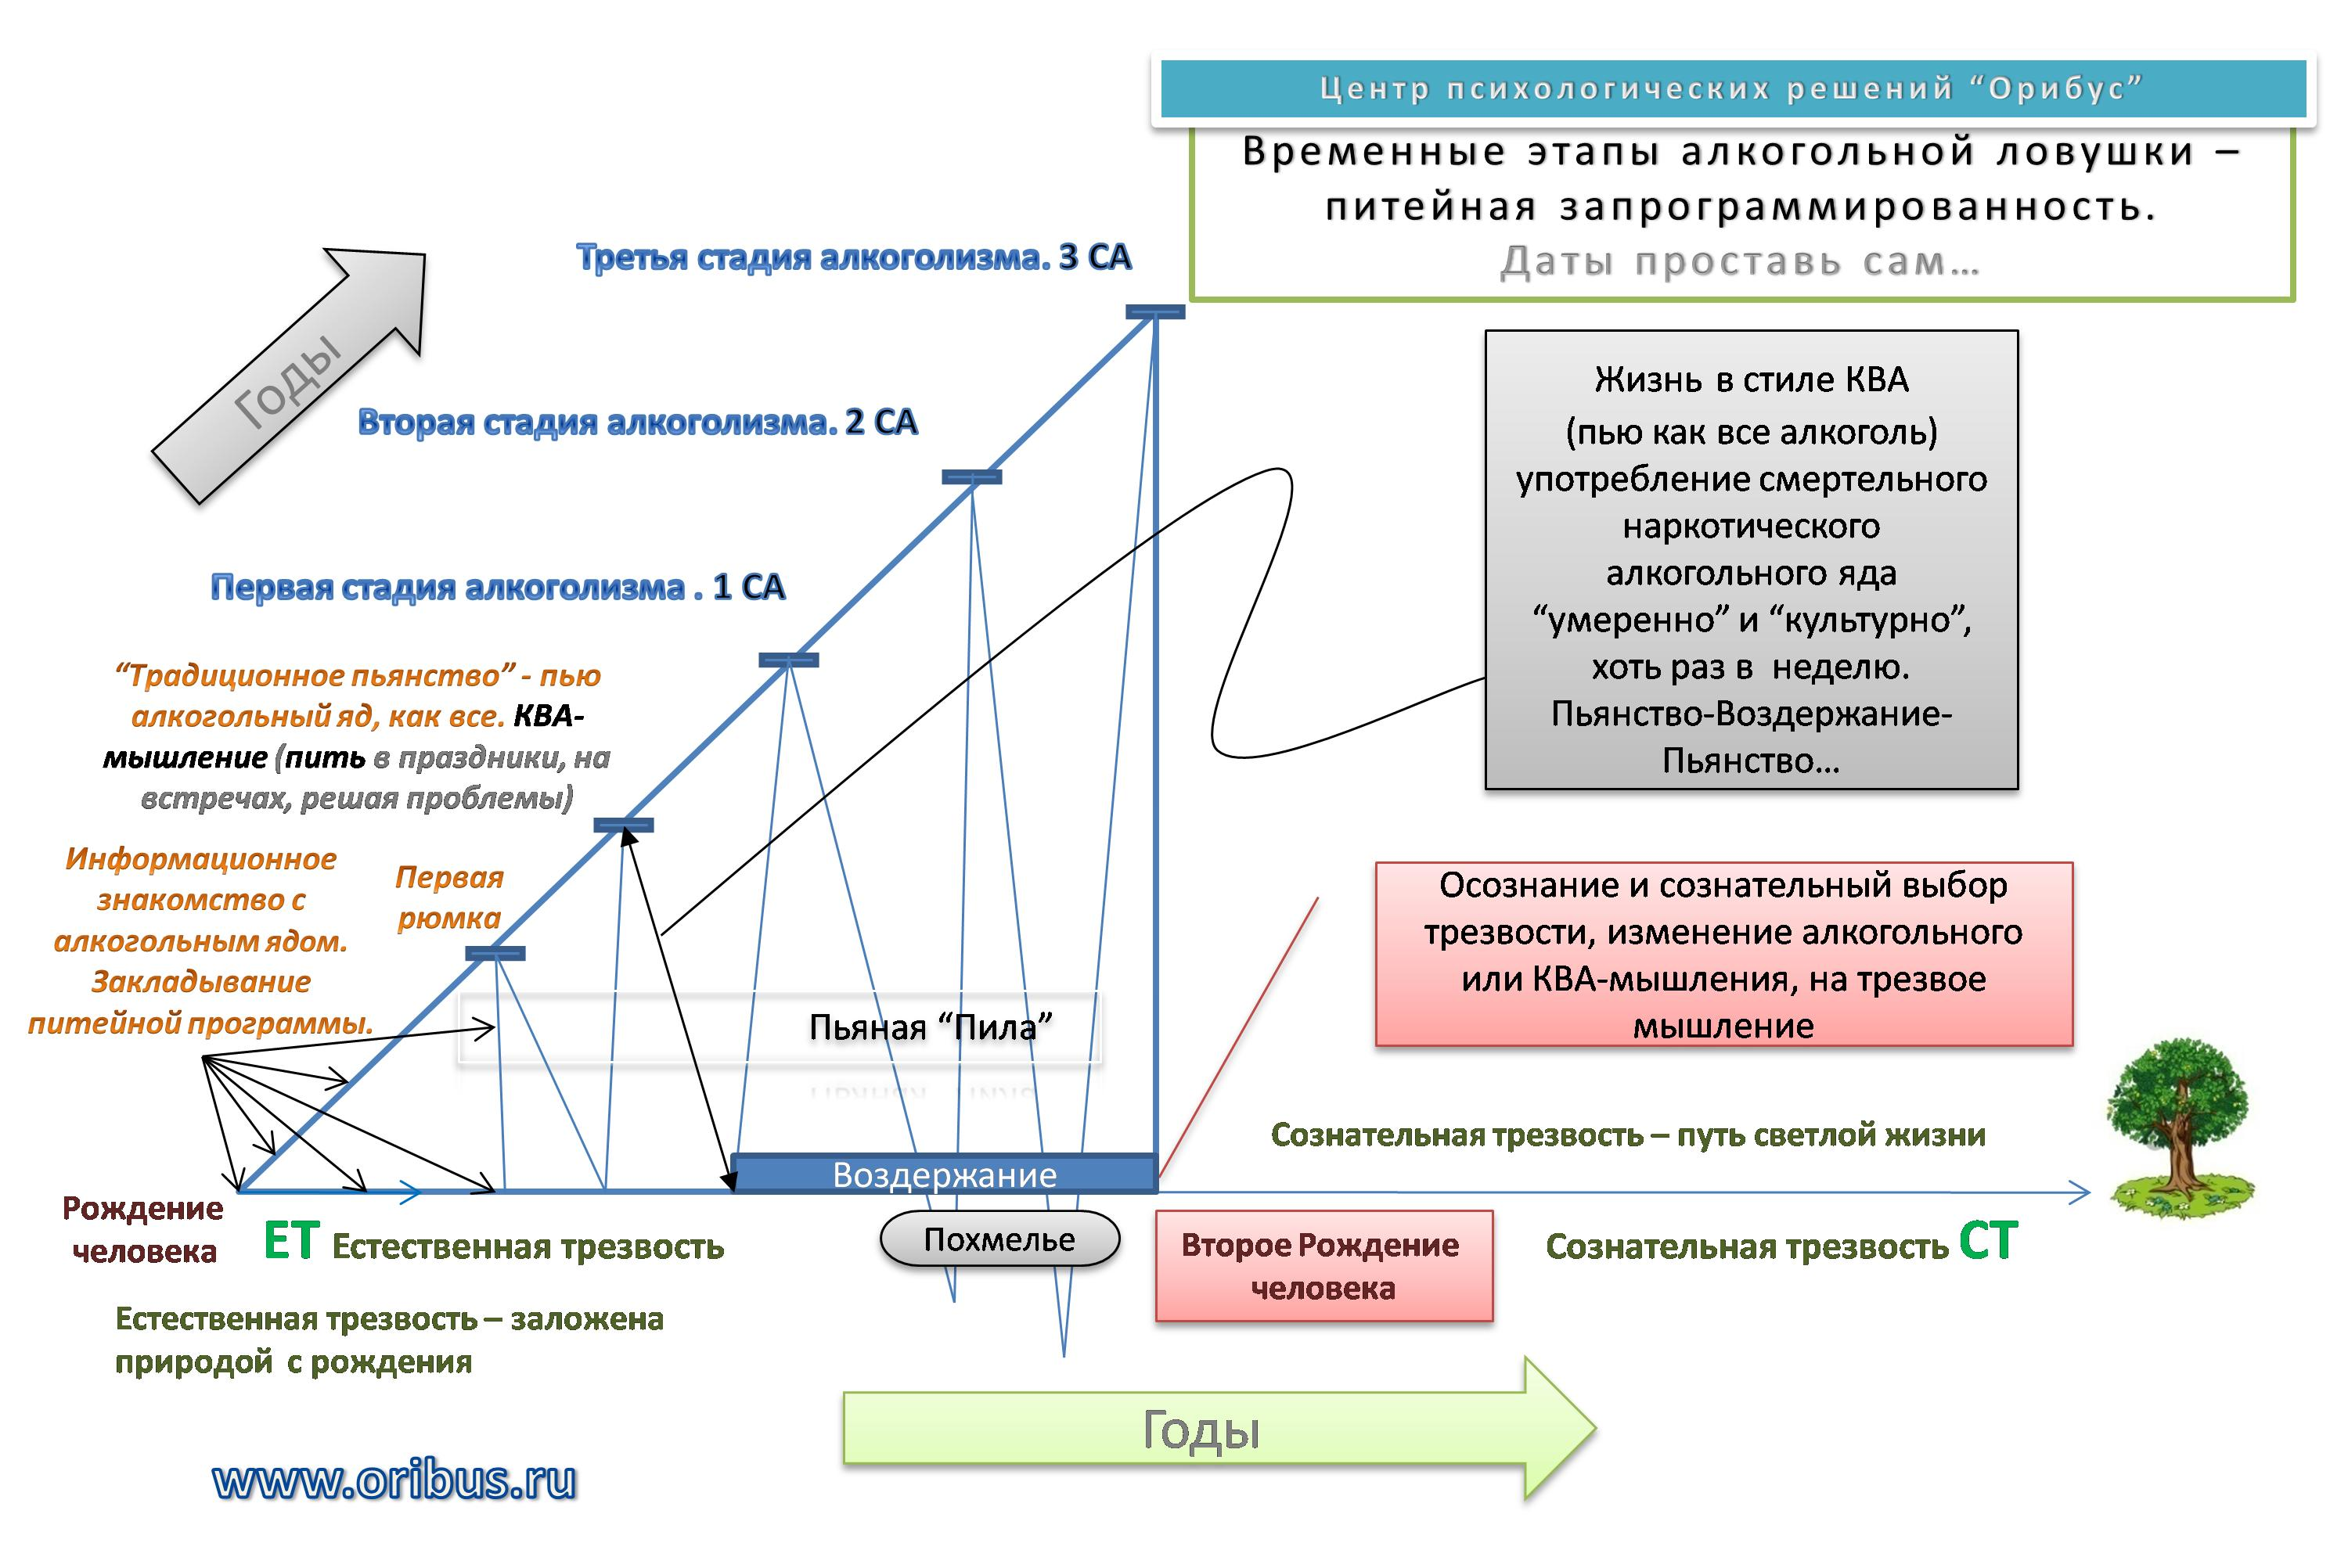 Центр психологических решений “Орибус”
Временные этапы алкогольной ловушки –
питейная запрограммированность.
Даты проставь сам…
Годы
Третья стадия алкоголизма. 3 СА
Вторая стадия алкоголизма. 2 СА
Первая стадия алкоголизма . 1 СА
Жизнь в стиле КВА
(пью как все алкоголь)
употребление смертельного
наркотического
алкогольного яда
“умеренно” и “культурно”,
хоть раз в неделю.
Пьянство-Воздержание-
Пьянство…
“Традиционное пьянство” - пью
алкогольный яд, как все. КВА-
мышление (пить в праздники, на
встречах, решая проблемы)
Информационное
знакомство с
алкогольным ядом.
Закладывание
питейной программы.
Первая
рюмка
Осознание и сознательный выбор
трезвости, изменение алкогольного
или КВА-мышления, на трезвое
мышление
Пьяная “Пила”
Сознательная трезвость – путь светлой жизни
Воздержание
Рождение
человека
ЕТ Естественная трезвость
Похмелье
Второе Рождение
человека
Сознательная трезвость СТ
Естественная трезвость – заложена
природой с рождения
Годы
www.oribus.ru